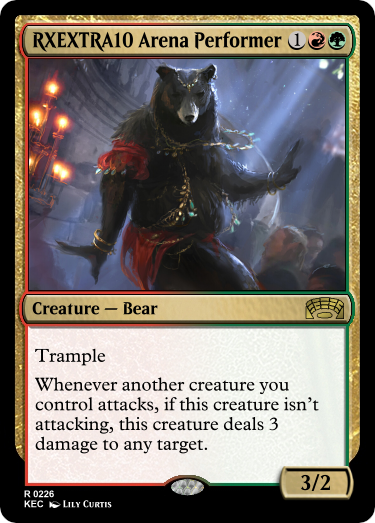 RXEXTRA10 Arena Performer 1
Creature — Bear
Trample
Whenever another creature you
control attacks, if this creature isn't
attacking, this creature deals 3
damage to any target.
3/2
R 0226
KEC Lily Curtis